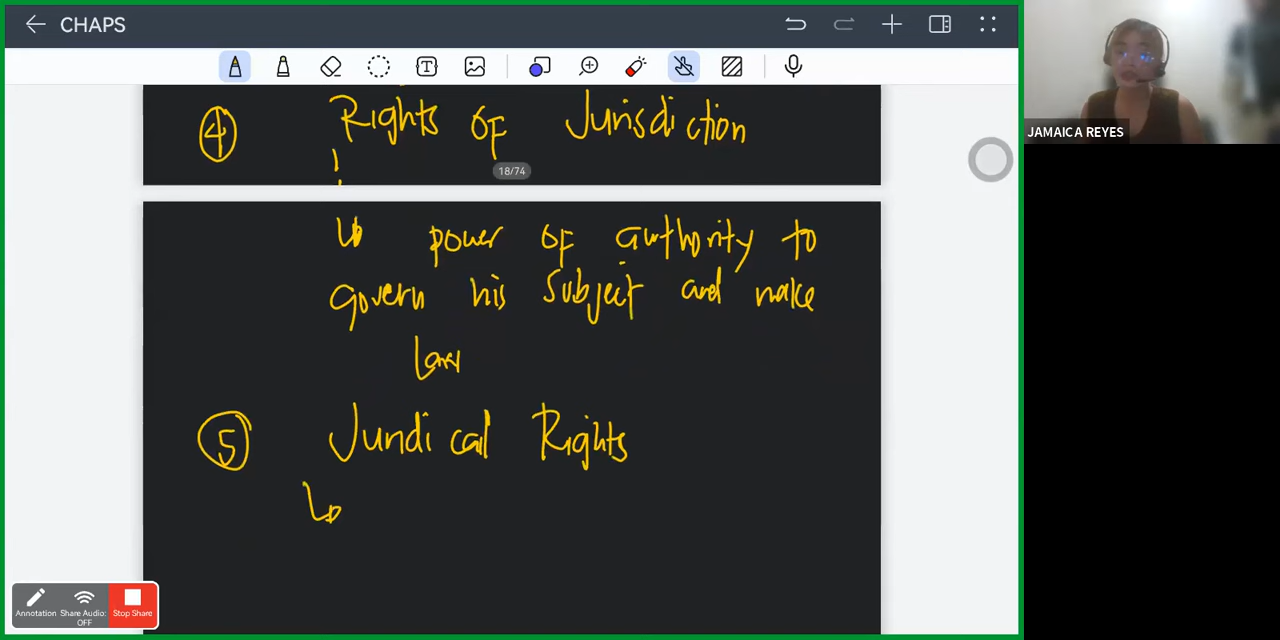 CHAPS
JAMAICA REYES
④ Rights of Jurisdiction
18/74
power of authority to
govern his subject and make
law
⑤ Juridical Rights
Annotation
Share Audio: OFF
Stop Share